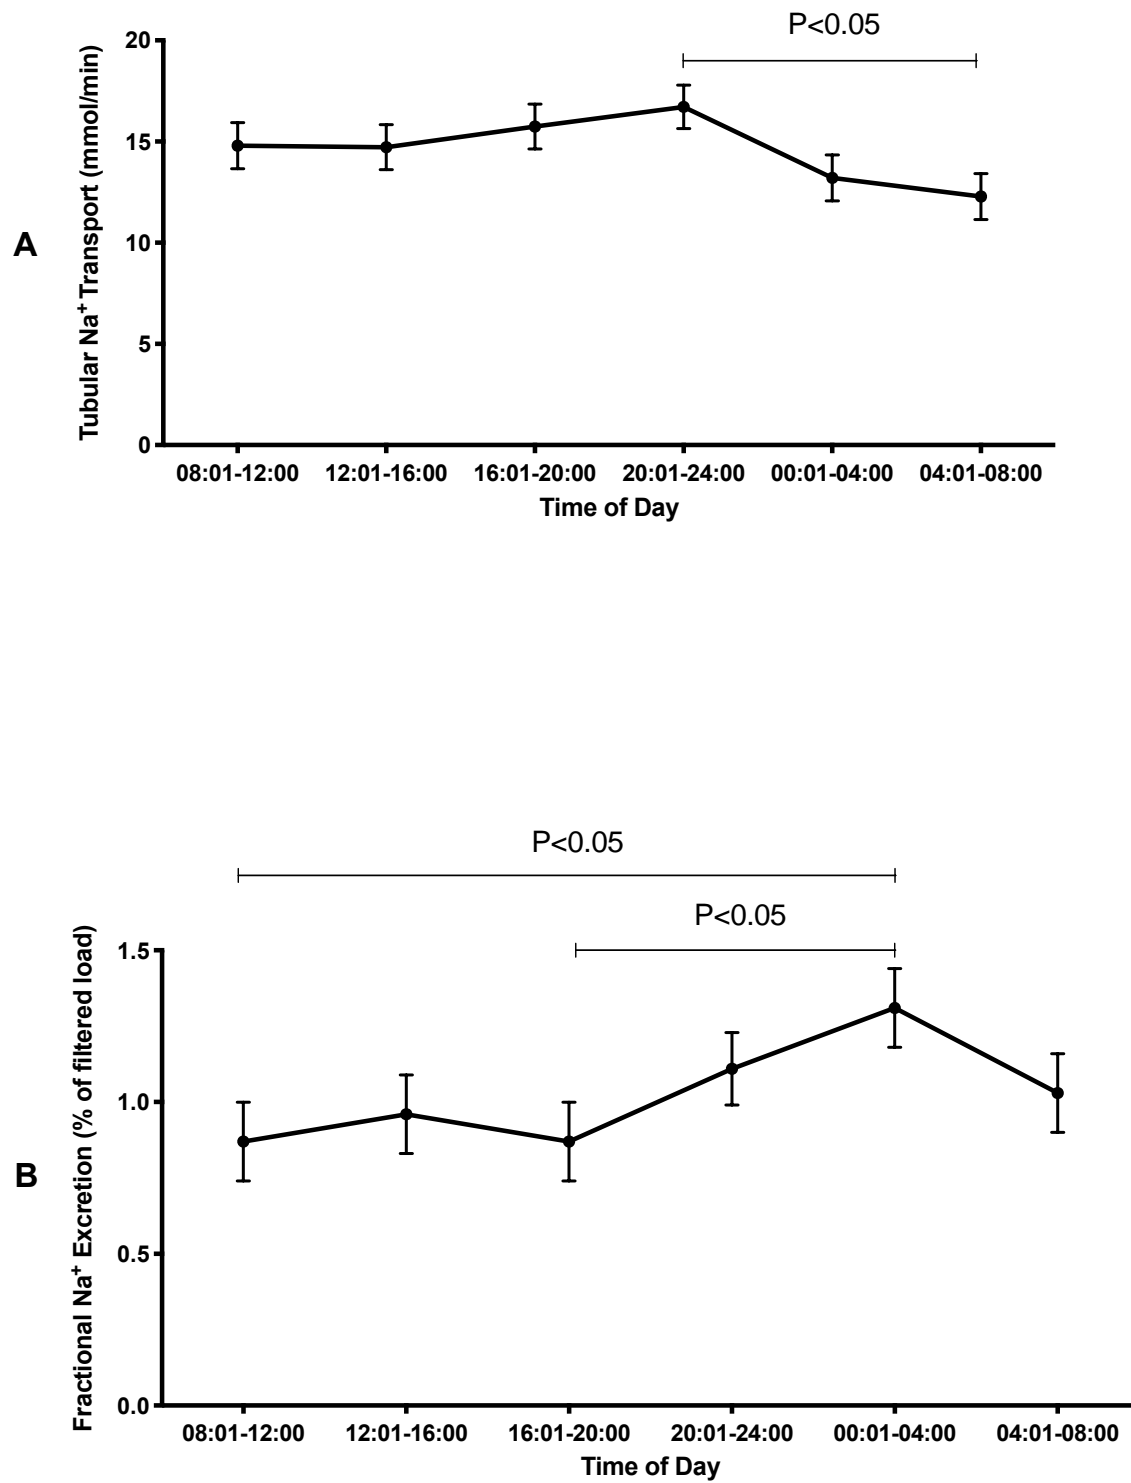 P<0.05
20
15
10
5
0
Tubular Na⁺ Transport (mmol/min)
A
08:01-12:00 12:01-16:00 16:01-20:00 20:01-24:00 00:01-04:00 04:01-08:00
Time of Day
P<0.05
P<0.05
1.5
1.0
0.5
0.0
Fractional Na⁺ Excretion (% of filtered load)
B
08:01-12:00 12:01-16:00 16:01-20:00 20:01-24:00 00:01-04:00 04:01-08:00
Time of Day